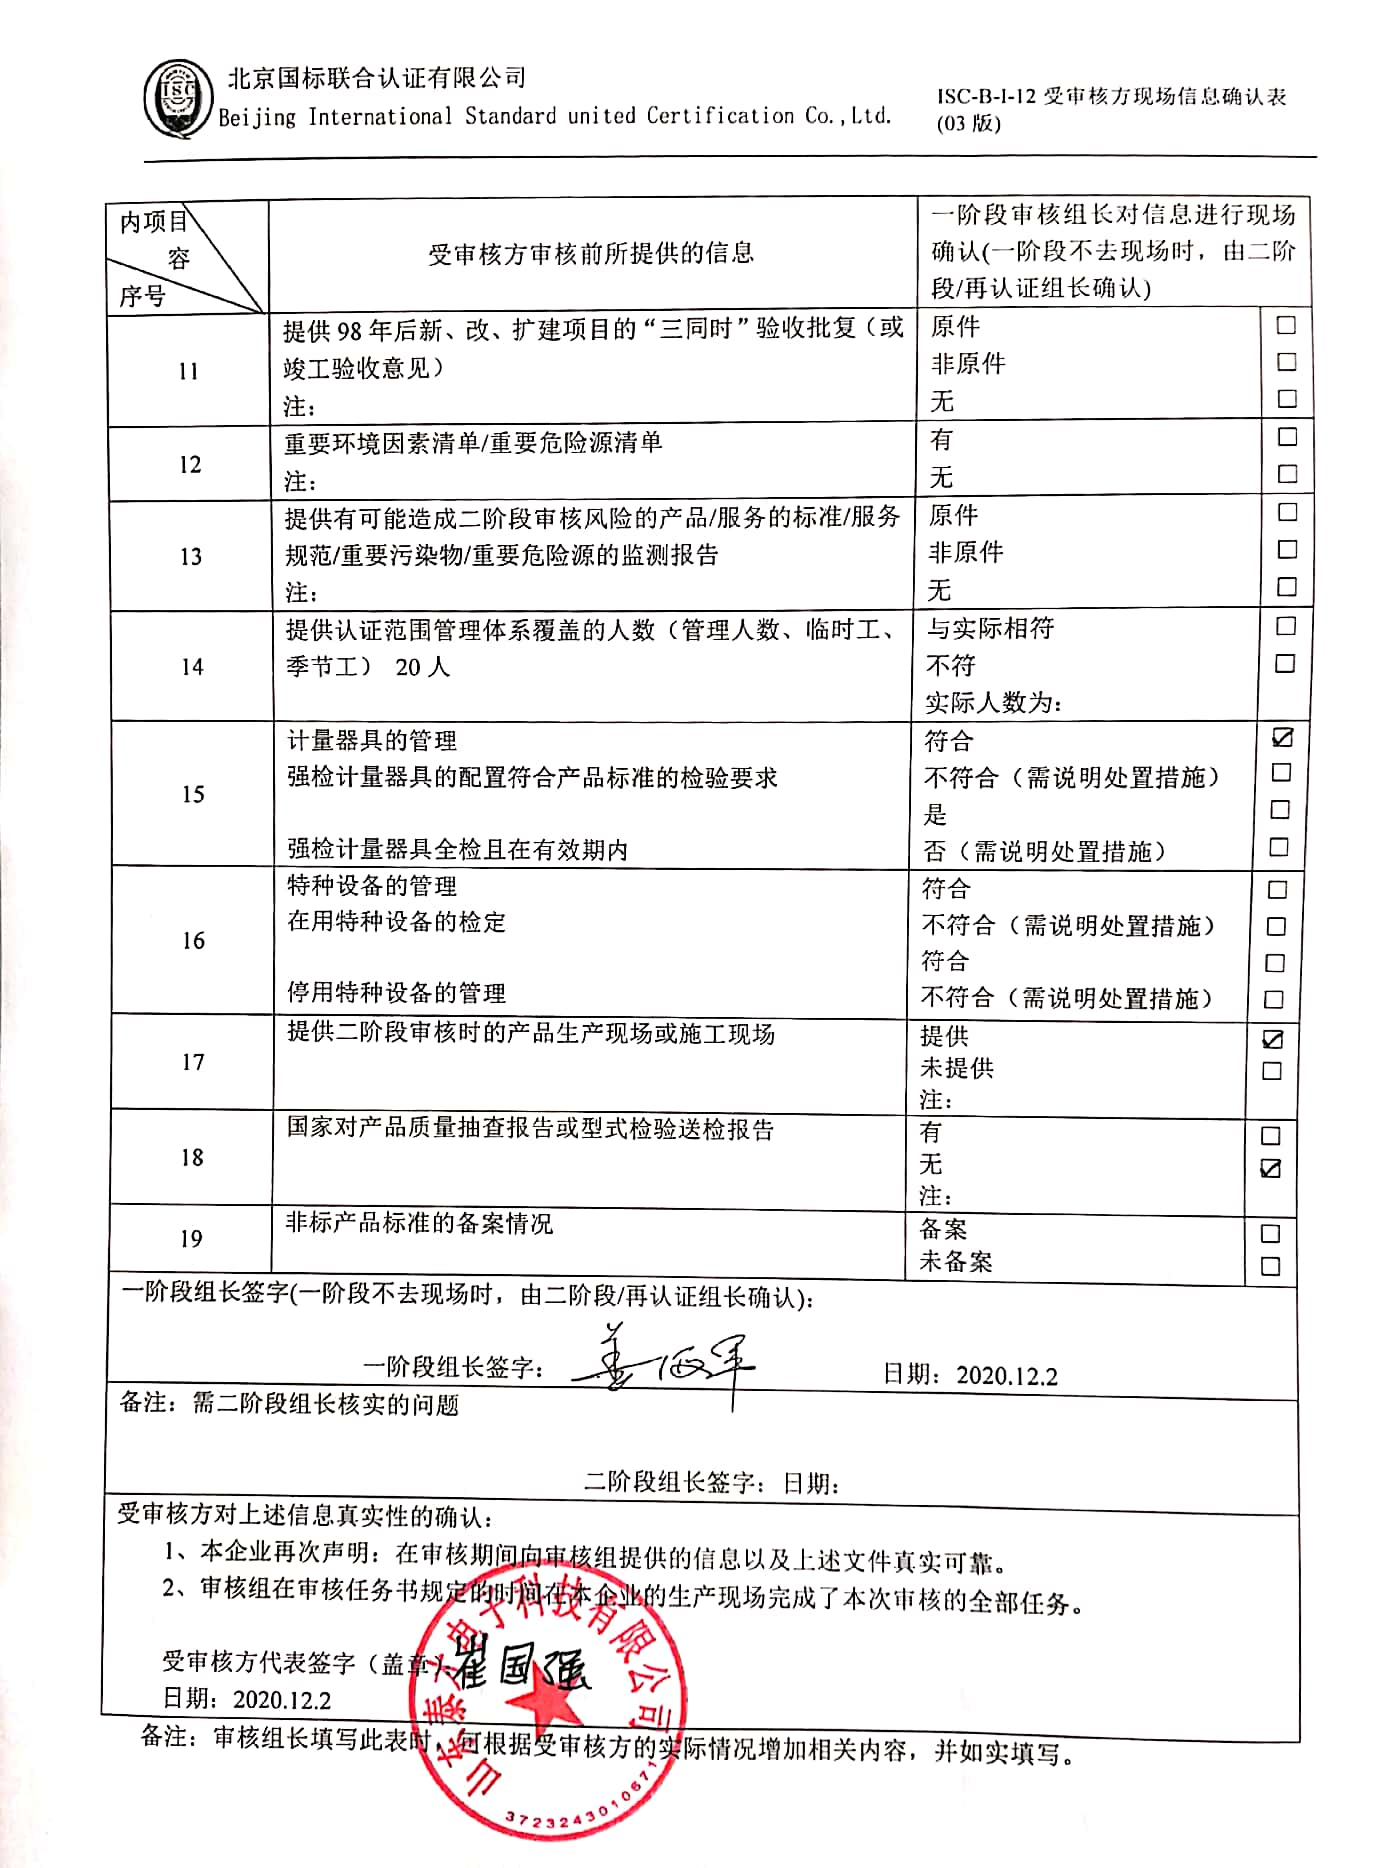 ISC
北京国标联合认证有限公司
Beijing International Standard united Certification Co.,Ltd.
ISC-B-I-12 受审核方现场信息确认表
(03 版)
内项目
容
序号
受审核方审核前所提供的信息
一阶段审核组长对信息进行现场
确认(一阶段不去现场时，由二阶
段/再认证组长确认)
11
提供 98 年后新、改、扩建项目的“三同时”验收批复（或
竣工验收意见）
注：
原件 □
非原件 □
无 □
12
重要环境因素清单/重要危险源清单
注：
有 □
无 □
13
提供有可能造成二阶段审核风险的产品/服务的标准/服务
规范/重要污染物/重要危险源的监测报告
注：
原件 □
非原件 □
无 □
14
提供认证范围管理体系覆盖的人数（管理人数、临时工、
季节工） 20 人
与实际相符 □
不符 □
实际人数为：
15
计量器具的管理
强检计量器具的配置符合产品标准的检验要求
强检计量器具全检且在有效期内
符合 ☑
不符合（需说明处置措施） □
是 □
否（需说明处置措施） □
16
特种设备的管理
在用特种设备的检定
停用特种设备的管理
符合 □
不符合（需说明处置措施） □
符合 □
不符合（需说明处置措施） □
17
提供二阶段审核时的产品生产现场或施工现场
提供 ☑
未提供 □
注：
18
国家对产品质量抽查报告或型式检验送检报告
有 □
无 ☑
注：
19
非标产品标准的备案情况
备案 □
未备案 □
一阶段组长签字(一阶段不去现场时，由二阶段/再认证组长确认)：
一阶段组长签字： 日期：2020.12.2
备注：需二阶段组长核实的问题
二阶段组长签字：日期：
受审核方对上述信息真实性的确认：
1、本企业再次声明：在审核期间向审核组提供的信息以及上述文件真实可靠。
2、审核组在审核任务书规定的时间在本企业的生产现场完成了本次审核的全部任务。
受审核方代表签字（盖章）：崔国强
日期：2020.12.2
备注：审核组长填写此表时，可根据受审核方的实际情况增加相关内容，并如实填写。
山东泰才电子科技有限公司
3723243010671